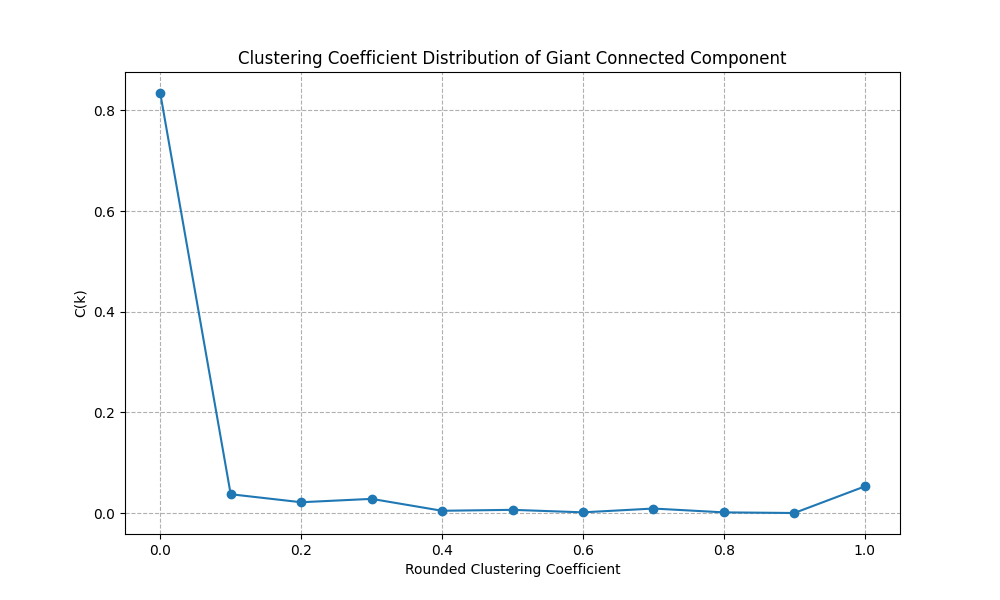 Clustering Coefficient Distribution of Giant Connected Component
C(k)
0.8
0.6
0.4
0.2
0.0
0.0 0.2 0.4 0.6 0.8 1.0
Rounded Clustering Coefficient